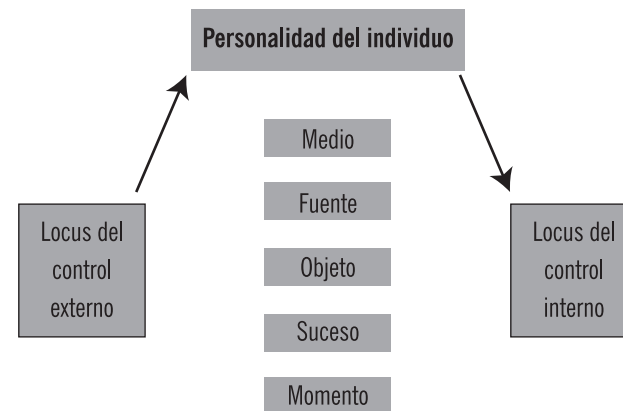 Personalidad del individuo
Medio
Fuente
Locus del
control
externo
Objeto
Locus del
control
interno
Suceso
Momento